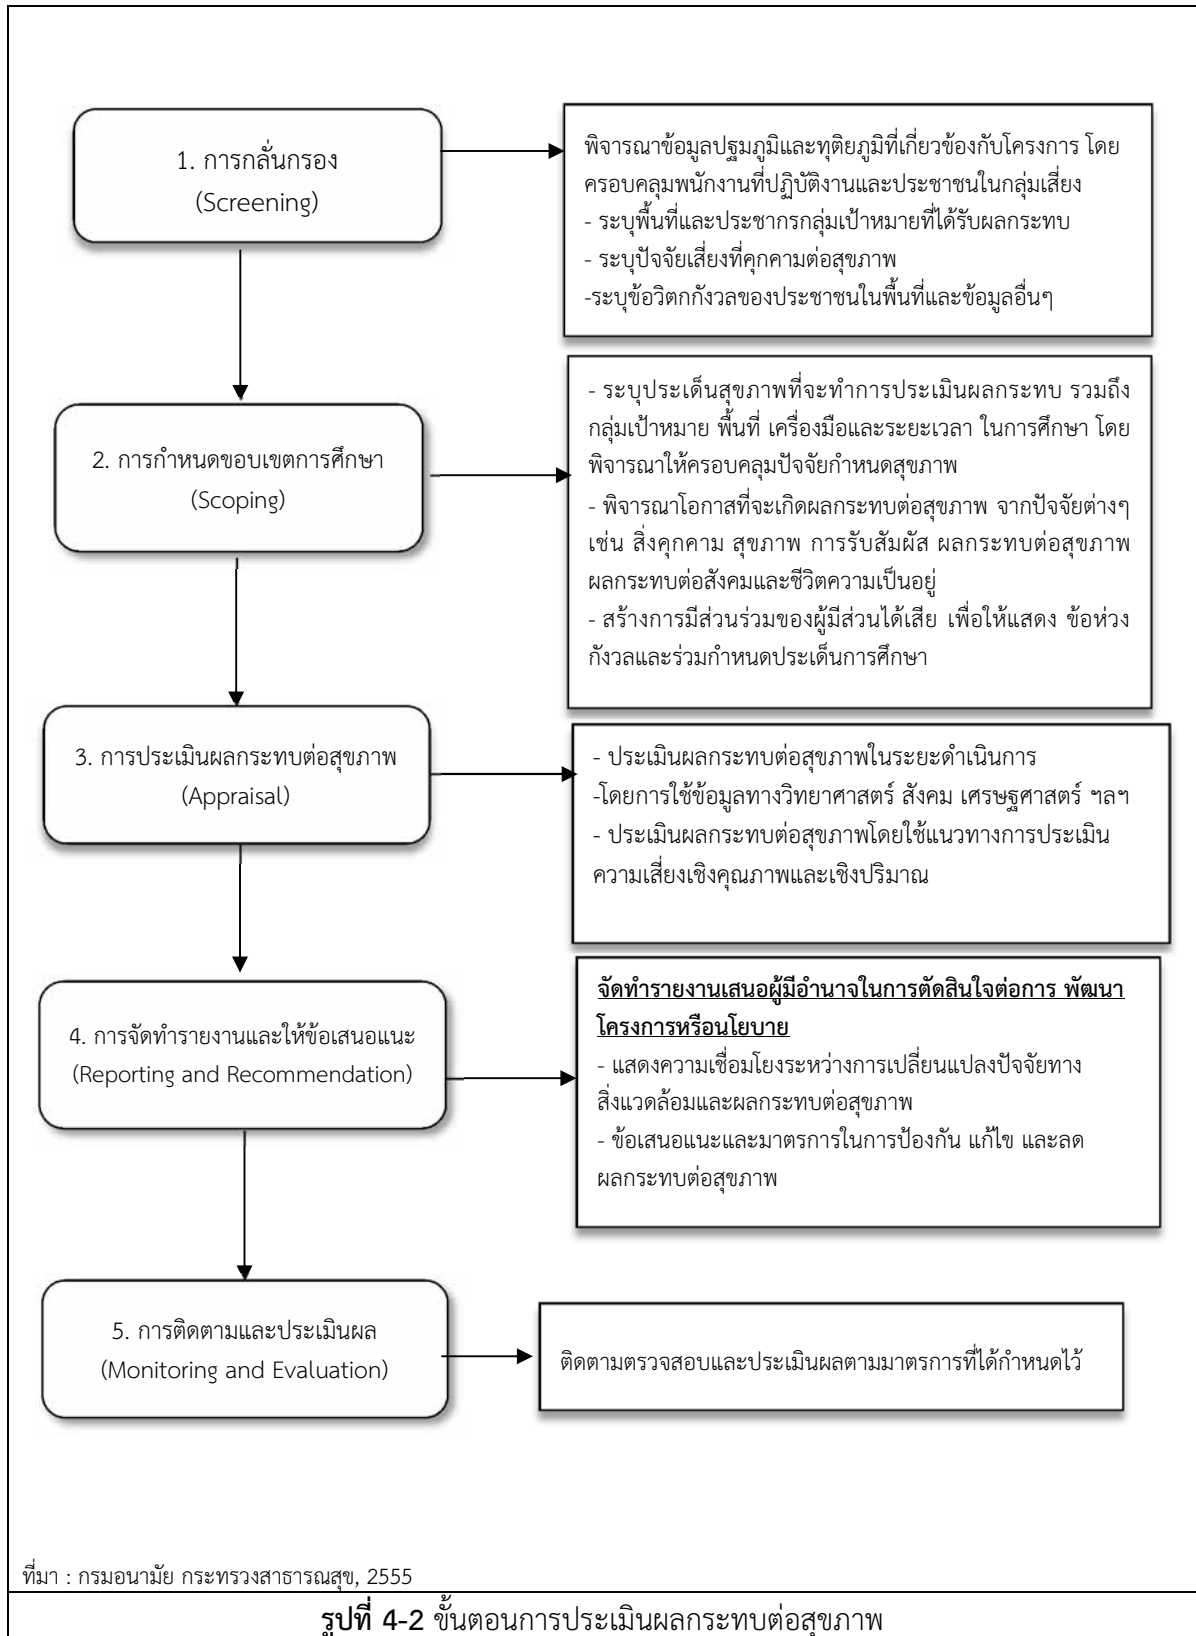 1. การกลั่นกรอง
(Screening)
พิจารณาข้อมูลปฐมภูมิและทุติยภูมิที่เกี่ยวข้องกับโครงการ โดย
ครอบคลุมพนักงานที่ปฏิบัติงานและประชาชนในกลุ่มเสี่ยง
- ระบุพื้นที่และประชากรกลุ่มเป้าหมายที่ได้รับผลกระทบ
- ระบุปัจจัยเสี่ยงที่คุกคามต่อสุขภาพ
-ระบุข้อวิตกกังวลของประชาชนในพื้นที่และข้อมูลอื่นๆ
2. การกำหนดขอบเขตการศึกษา
(Scoping)
- ระบุประเด็นสุขภาพที่จะทำการประเมินผลกระทบ รวมถึง
กลุ่มเป้าหมาย พื้นที่ เครื่องมือและระยะเวลา ในการศึกษา โดย
พิจารณาให้ครอบคลุมปัจจัยกำหนดสุขภาพ
- พิจารณาโอกาสที่จะเกิดผลกระทบต่อสุขภาพ จากปัจจัยต่างๆ
เช่น สิ่งคุกคาม สุขภาพ การรับสัมผัส ผลกระทบต่อสุขภาพ
ผลกระทบต่อสังคมและชีวิตความเป็นอยู่
- สร้างการมีส่วนร่วมของผู้มีส่วนได้เสีย เพื่อให้แสดง ข้อห่วง
กังวลและร่วมกำหนดประเด็นการศึกษา
3. การประเมินผลกระทบต่อสุขภาพ
(Appraisal)
- ประเมินผลกระทบต่อสุขภาพในระยะดำเนินการ
-โดยการใช้ข้อมูลทางวิทยาศาสตร์ สังคม เศรษฐศาสตร์ ฯลฯ
- ประเมินผลกระทบต่อสุขภาพโดยใช้แนวทางการประเมิน
ความเสี่ยงเชิงคุณภาพและเชิงปริมาณ
4. การจัดทำรายงานและให้ข้อเสนอแนะ
(Reporting and Recommendation)
จัดทำรายงานเสนอผู้มีอำนาจในการตัดสินใจต่อการ พัฒนา
โครงการหรือนโยบาย
- แสดงความเชื่อมโยงระหว่างการเปลี่ยนแปลงปัจจัยทาง
สิ่งแวดล้อมและผลกระทบต่อสุขภาพ
- ข้อเสนอแนะและมาตรการในการป้องกัน แก้ไข และลด
ผลกระทบต่อสุขภาพ
5. การติดตามและประเมินผล
(Monitoring and Evaluation)
ติดตามตรวจสอบและประเมินผลตามมาตรการที่ได้กำหนดไว้
ที่มา : กรมอนามัย กระทรวงสาธารณสุข, 2555
รูปที่ 4-2 ขั้นตอนการประเมินผลกระทบต่อสุขภาพ